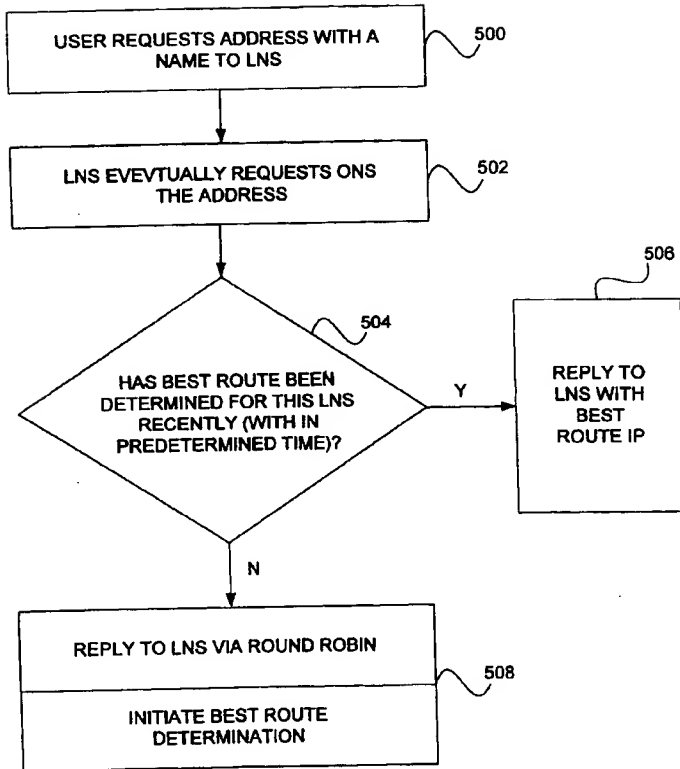 USER REQUESTS ADDRESS WITH A
NAME TO LNS
500
LNS EVEVTUALLY REQUESTS ONS
THE ADDRESS
502
504
HAS BEST ROUTE BEEN
DETERMINED FOR THIS LNS
RECENTLY (WITH IN
PREDETERMINED TIME)?
Y
506
REPLY TO
LNS WITH
BEST
ROUTE IP
N
REPLY TO LNS VIA ROUND ROBIN
508
INITIATE BEST ROUTE
DETERMINATION